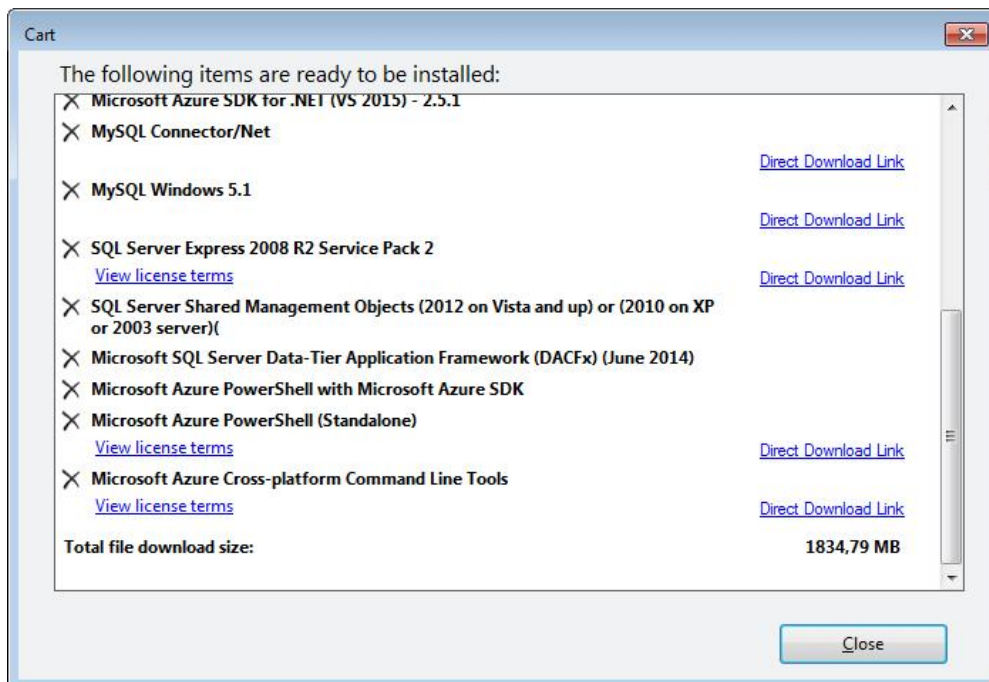 Cart
The following items are ready to be installed:
Microsoft Azure SDK for .NET (VS 2015) - 2.5.1
MySQL Connector/Net
Direct Download Link
MySQL Windows 5.1
Direct Download Link
SQL Server Express 2008 R2 Service Pack 2
View license terms
Direct Download Link
SQL Server Shared Management Objects (2012 on Vista and up) or (2010 on XP
or 2003 server)(
Microsoft SQL Server Data-Tier Application Framework (DACFx) (June 2014)
Microsoft Azure PowerShell with Microsoft Azure SDK
Microsoft Azure PowerShell (Standalone)
View license terms
Direct Download Link
Microsoft Azure Cross-platform Command Line Tools
View license terms
Direct Download Link
Total file download size: 1834,79 MB
Close